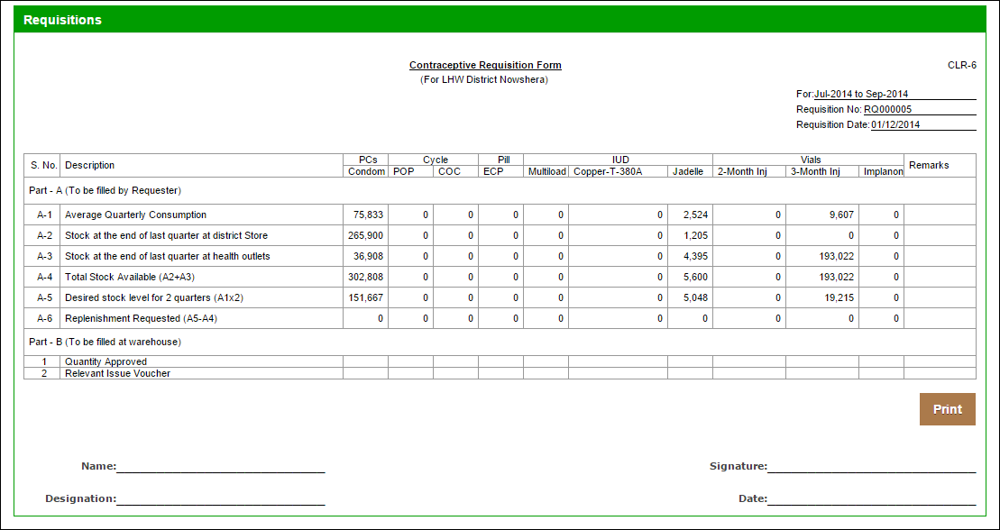 Requisitions
Contraceptive Requisition Form
CLR-6
(For LHW District Nowshera)
For:Jul-2014 to Sep-2014
Requisition No: RQ000005
Requisition Date: 01/12/2014
S. No. Description PCs Cycle Pill IUD Vials Remarks
Condom POP COC ECP Multiload Copper-T-380A Jadelle 2-Month Inj 3-Month Inj Implanon
Part - A (To be filled by Requester)
A-1 Average Quarterly Consumption 75,833 0 0 0 0 0 2,524 0 9,607 0
A-2 Stock at the end of last quarter at district Store 265,900 0 0 0 0 0 1,205 0 0 0
A-3 Stock at the end of last quarter at health outlets 36,908 0 0 0 0 0 4,395 0 193,022 0
A-4 Total Stock Available (A2+A3) 302,808 0 0 0 0 0 5,600 0 193,022 0
A-5 Desired stock level for 2 quarters (A1x2) 151,667 0 0 0 0 0 5,048 0 19,215 0
A-6 Replenishment Requested (A5-A4) 0 0 0 0 0 0 0 0 0 0
Part - B (To be filled at warehouse)
1 Quantity Approved
2 Relevant Issue Voucher
Print
Name: Signature:
Designation: Date: